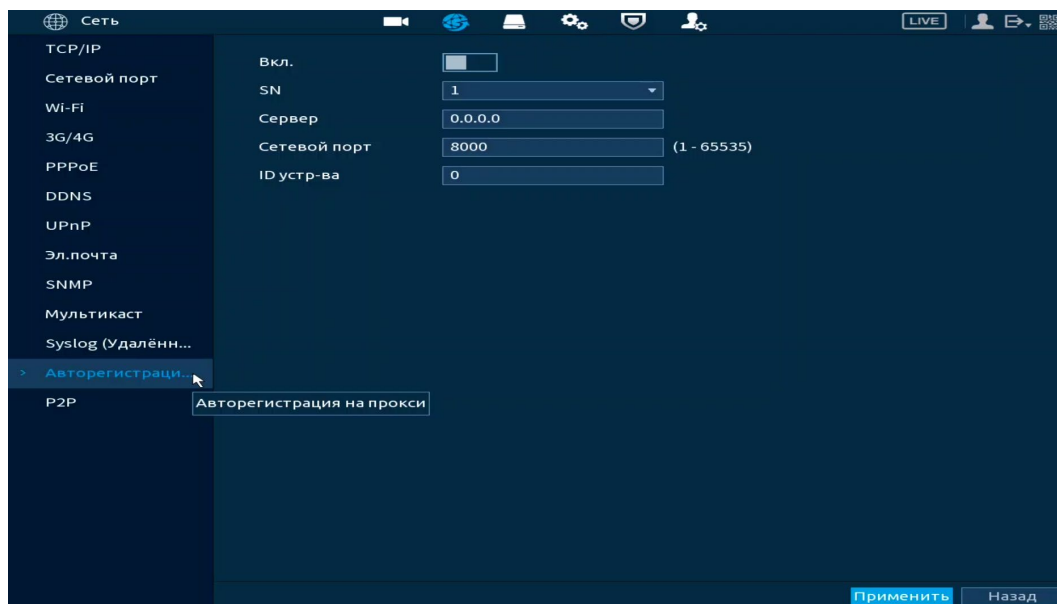 Сеть
LIVE
TCP/IP
Сетевой порт
Wi-Fi
3G/4G
PPPoE
DDNS
UPnP
Эл.почта
SNMP
Мультикаст
Syslog (Удалённ...
> Авторегистраци...
P2P
Вкл.
SN 1
Сервер 0.0.0.0
Сетевой порт 8000 (1 - 65535)
ID устр-ва 0
Авторегистрация на прокси
Применить Назад